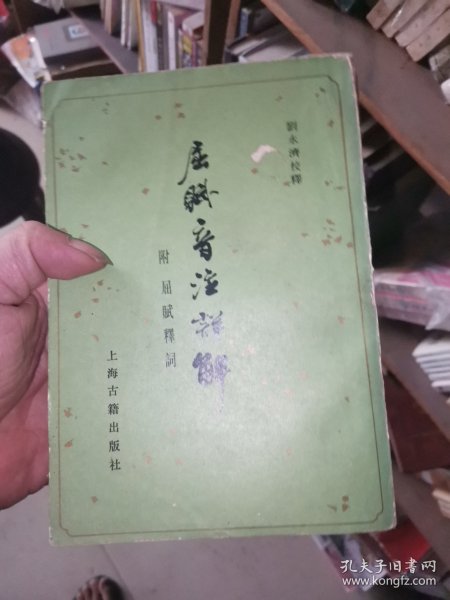 劉永濟校釋
屈賦音注詳解
附 屈賦釋詞
上海古籍出版社
孔夫子旧书网
www.kongfz.com